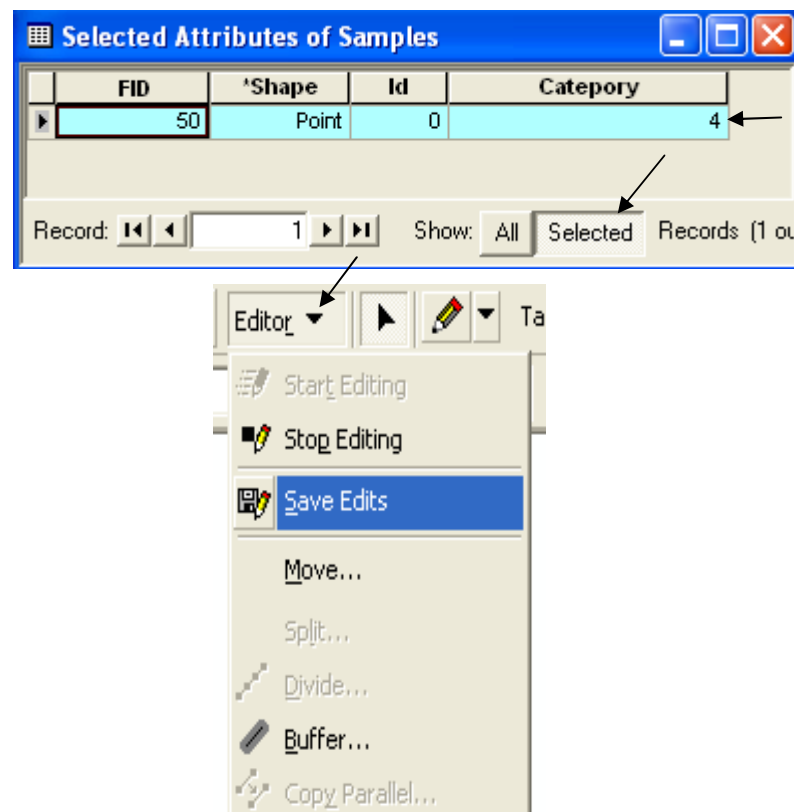 Selected Attributes of Samples
FID *Shape Id Catepory
50 Point 0 4
Record: 1 Show: All Selected Records (1 ou
Editor Ta
Start Editing
Stop Editing
Save Edits
Move...
Split...
Divide...
Buffer...
Copy Parallel...